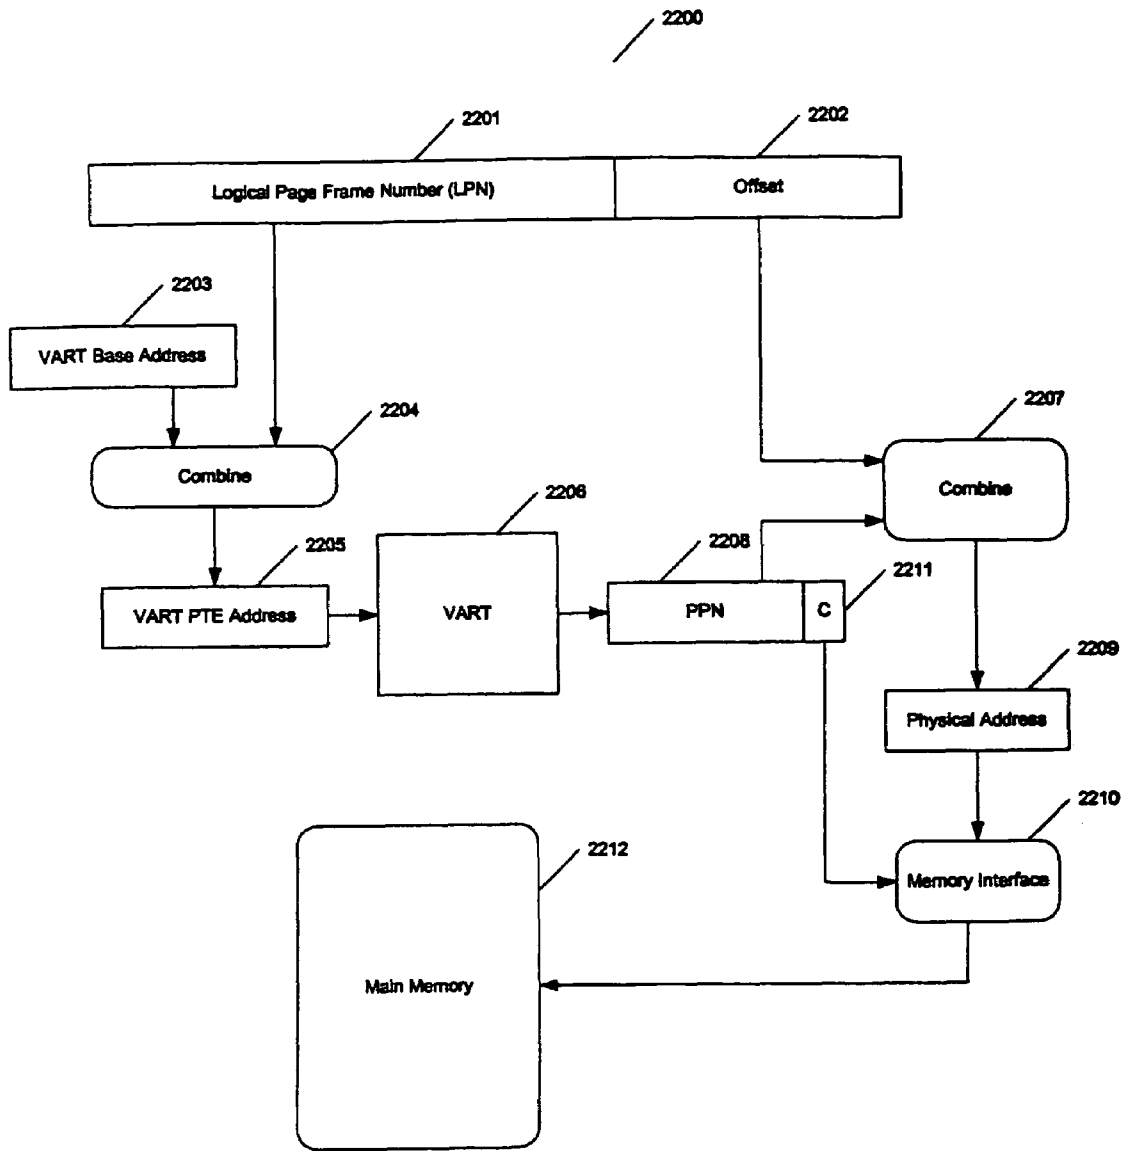 2200
2201
2202
Logical Page Frame Number (LPN)
Offset
2203
VART Base Address
2204
2207
Combine
Combine
2206
2205
2208
2211
VART PTE Address
VART
PPN
C
2209
Physical Address
2210
2212
Memory Interface
Main Memory